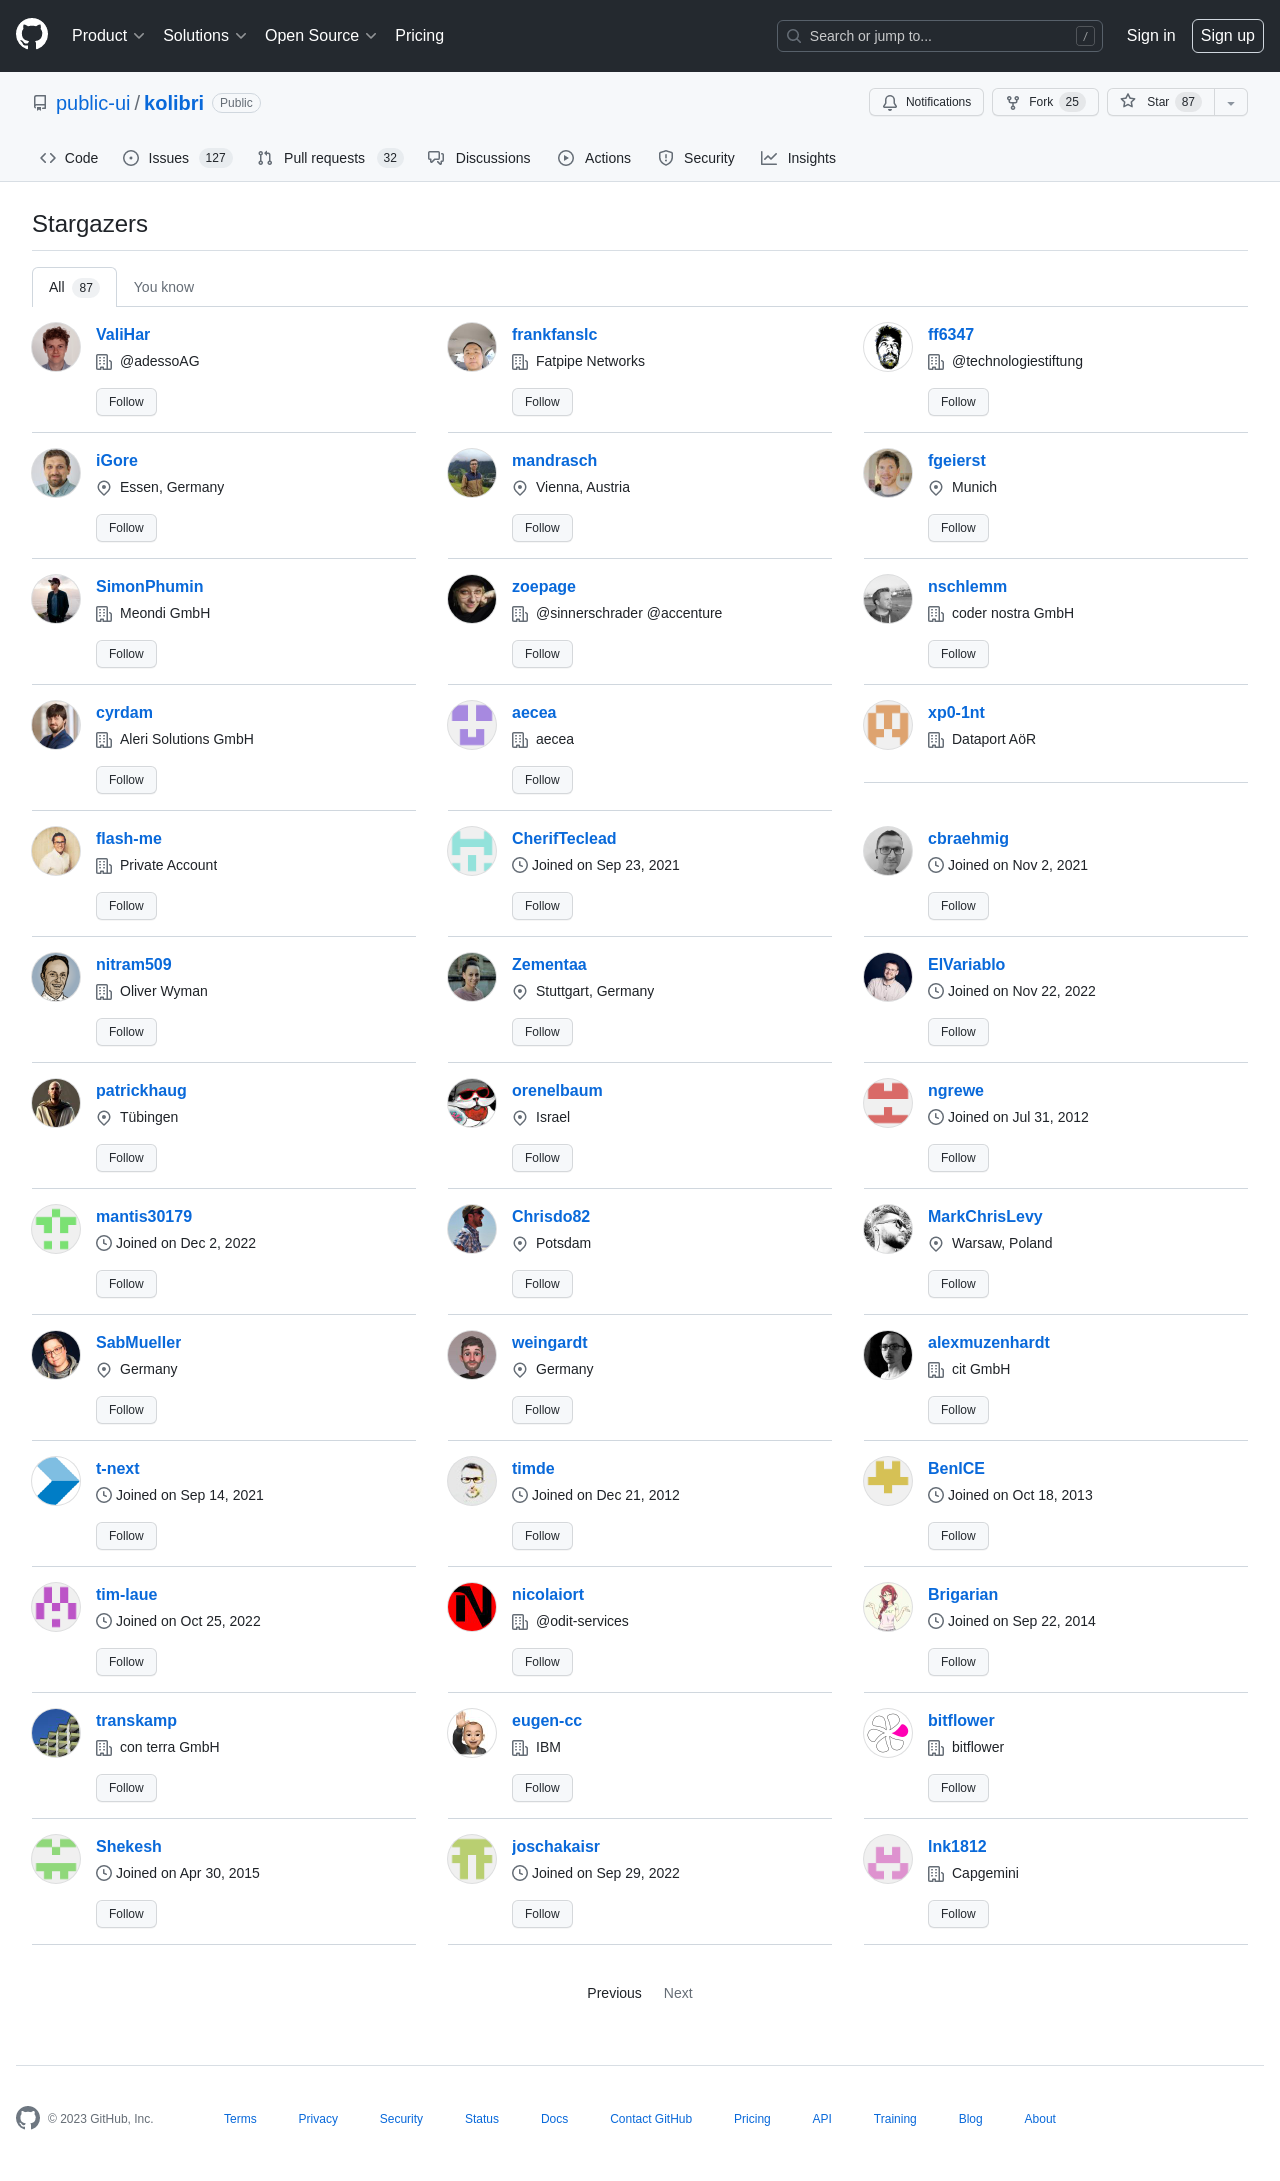 Product Solutions Open Source Pricing Search or jump to... / Sign in Sign up
public-ui / kolibri Public Notifications Fork 25 Star 87
Code Issues 127 Pull requests 32 Discussions Actions Security Insights
Stargazers
All 87 You know
ValiHar frankfanslc ff6347
@adessoAG Fatpipe Networks @technologiestiftung
Follow Follow Follow
iGore mandrasch fgeierst
Essen, Germany Vienna, Austria Munich
Follow Follow Follow
SimonPhumin zoepage nschlemm
Meondi GmbH @sinnerschrader @accenture coder nostra GmbH
Follow Follow Follow
cyrdam aecea xp0-1nt
Aleri Solutions GmbH aecea Dataport AöR
Follow Follow
flash-me CherifTeclead cbraehmig
Private Account Joined on Sep 23, 2021 Joined on Nov 2, 2021
Follow Follow Follow
nitram509 Zementaa ElVariablo
Oliver Wyman Stuttgart, Germany Joined on Nov 22, 2022
Follow Follow Follow
patrickhaug orenelbaum ngrewe
Tübingen Israel Joined on Jul 31, 2012
Follow Follow Follow
mantis30179 Chrisdo82 MarkChrisLevy
Joined on Dec 2, 2022 Potsdam Warsaw, Poland
Follow Follow Follow
SabMueller weingardt alexmuzenhardt
Germany Germany cit GmbH
Follow Follow Follow
t-next timde BenICE
Joined on Sep 14, 2021 Joined on Dec 21, 2012 Joined on Oct 18, 2013
Follow Follow Follow
tim-laue nicolaiort Brigarian
Joined on Oct 25, 2022 @odit-services Joined on Sep 22, 2014
Follow Follow Follow
transkamp eugen-cc bitflower
con terra GmbH IBM bitflower
Follow Follow Follow
Shekesh joschakaisr lnk1812
Joined on Apr 30, 2015 Joined on Sep 29, 2022 Capgemini
Follow Follow Follow
Previous Next
© 2023 GitHub, Inc. Terms Privacy Security Status Docs Contact GitHub Pricing API Training Blog About